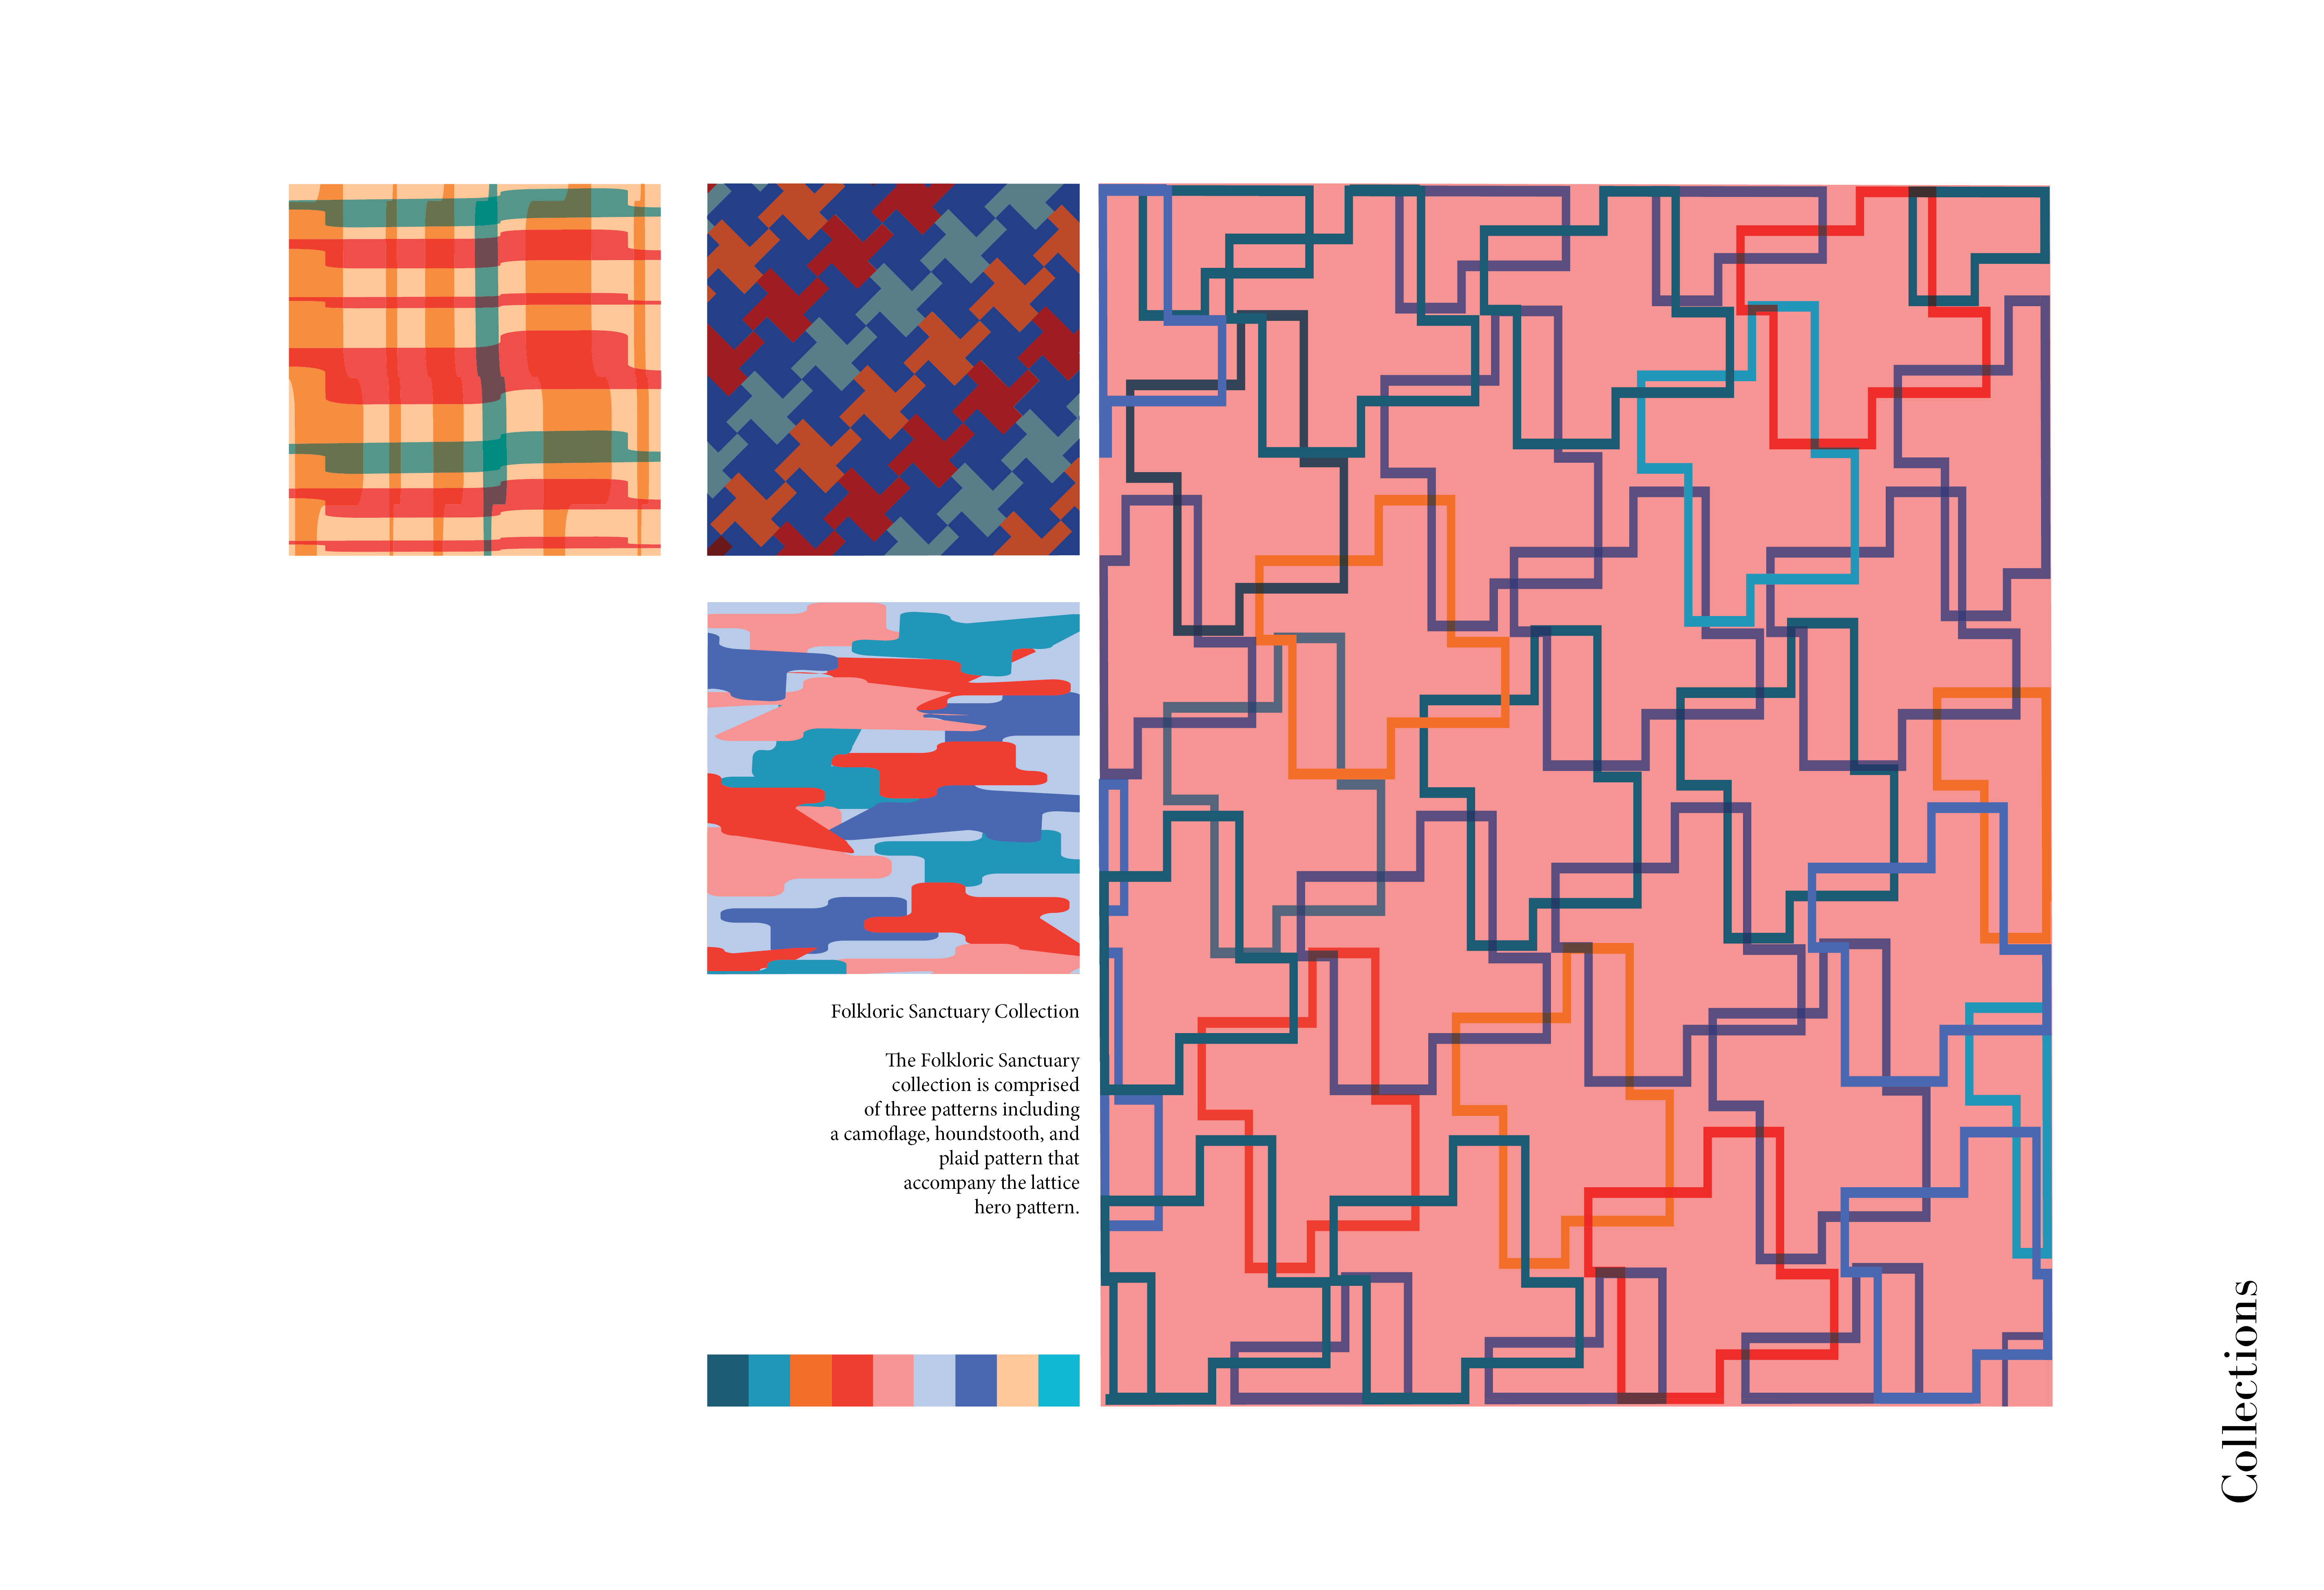 Folkloric Sanctuary Collection
The Folkloric Sanctuary
collection is comprised
of three patterns including
a camoflage, houndstooth, and
plaid pattern that
accompany the lattice
hero pattern.
Collections